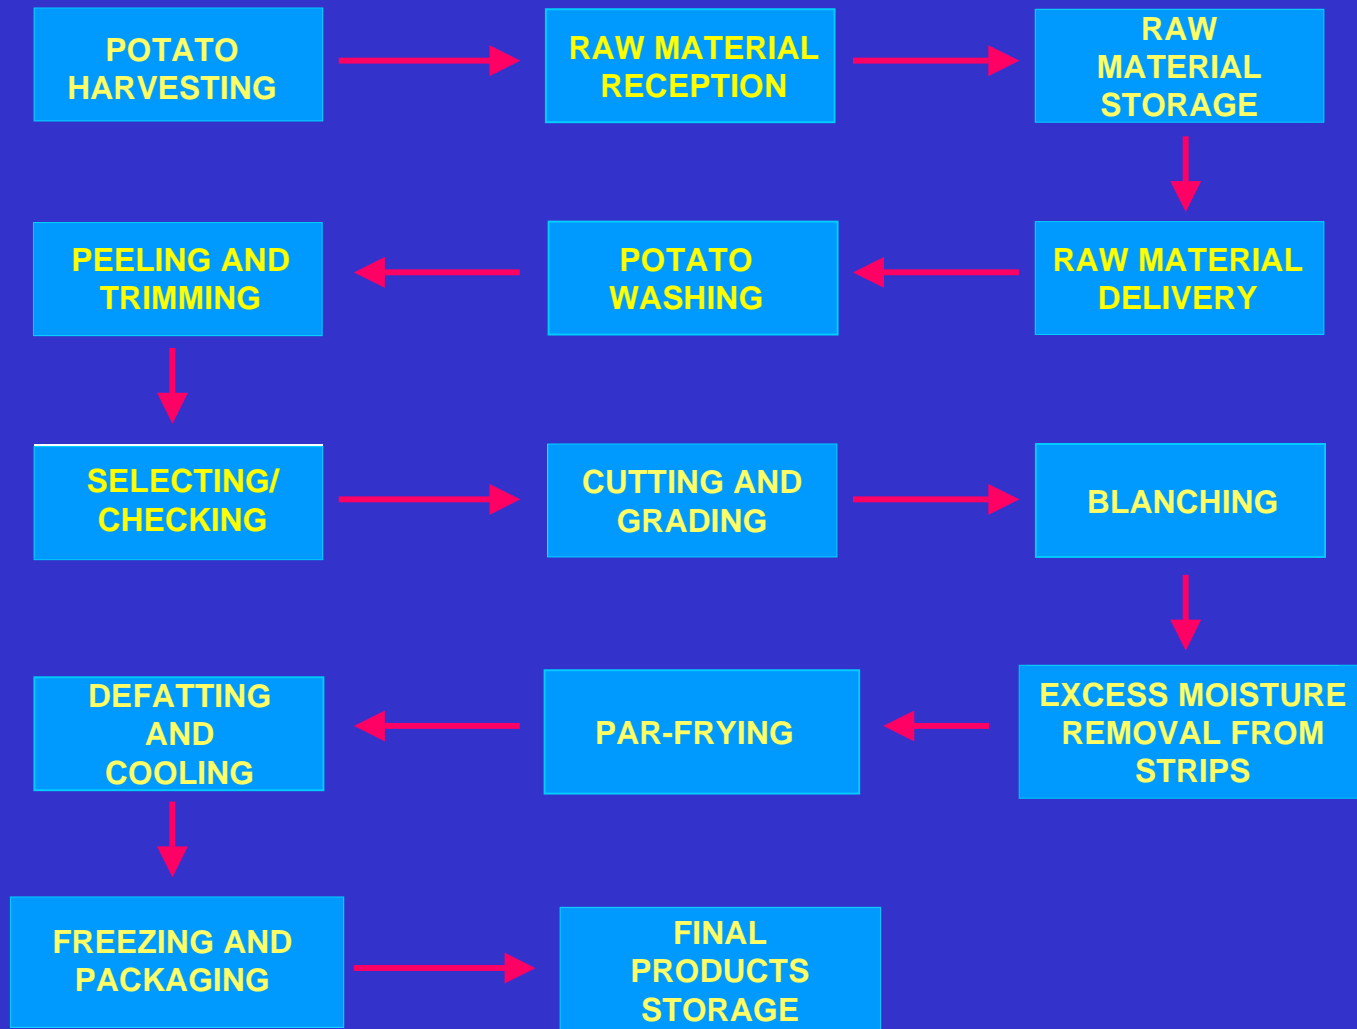 POTATO
HARVESTING
RAW MATERIAL
RECEPTION
RAW
MATERIAL
STORAGE
RAW MATERIAL
DELIVERY
POTATO
WASHING
PEELING AND
TRIMMING
SELECTING/
CHECKING
CUTTING AND
GRADING
BLANCHING
EXCESS MOISTURE
REMOVAL FROM
STRIPS
PAR-FRYING
DEFATTING
AND
COOLING
FREEZING AND
PACKAGING
FINAL
PRODUCTS
STORAGE